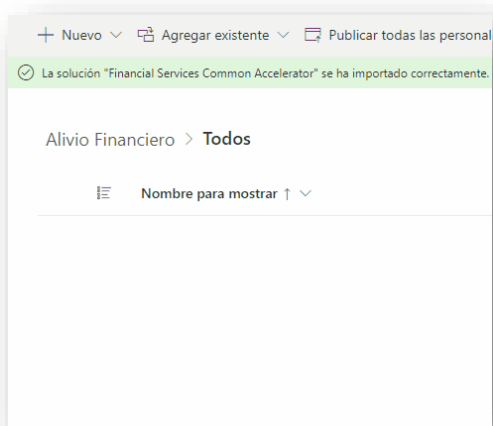 Nuevo Agregar existente Publicar todas las personal
La solución "Financial Services Common Accelerator" se ha importado correctamente.
Alivio Financiero > Todos
Nombre para mostrar ↑